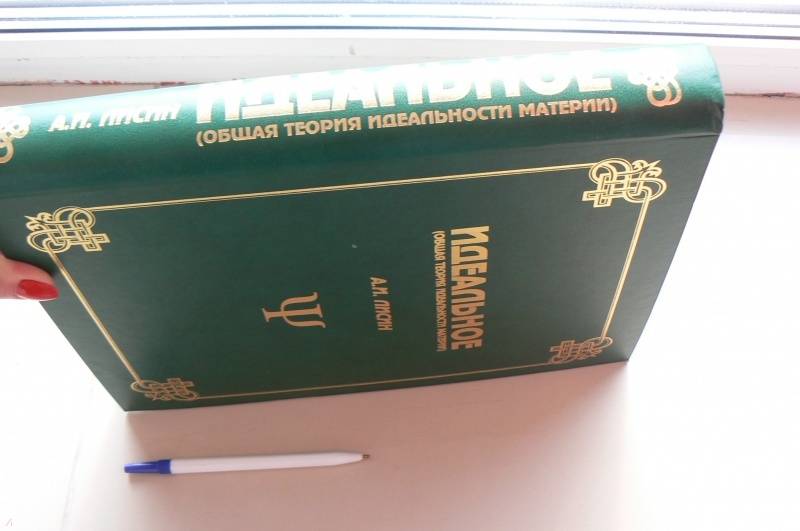 А.И. ЛИСИН
ИДЕАЛЬНОЕ
(ОБЩАЯ ТЕОРИЯ ИДЕАЛЬНОСТИ МАТЕРИИ)
ИДЕАЛЬНОЕ
(ОБЩАЯ ТЕОРИЯ ИДЕАЛЬНОСТИ МАТЕРИИ)
А.И. ЛИСИН
Ψ